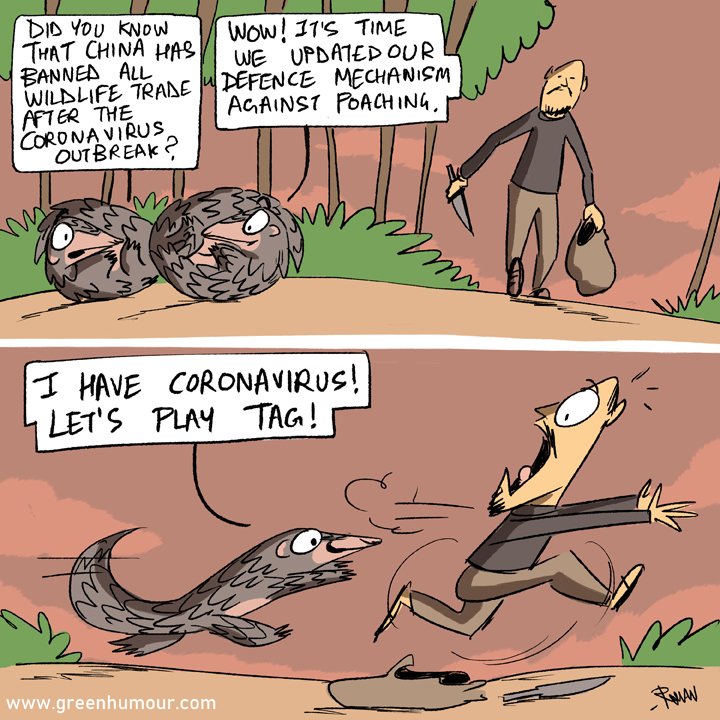 DID YOU KNOW
THAT CHINA HAS
BANNED ALL
WILDLIFE TRADE
AFTER THE
CORONAVIRUS
OUTBREAK?
WOW! IT'S TIME
WE UPDATED OUR
DEFENCE MECHANISM
AGAINST POACHING.
I HAVE CORONAVIRUS!
LET'S PLAY TAG!
www.greenhumour.com
ROHAN